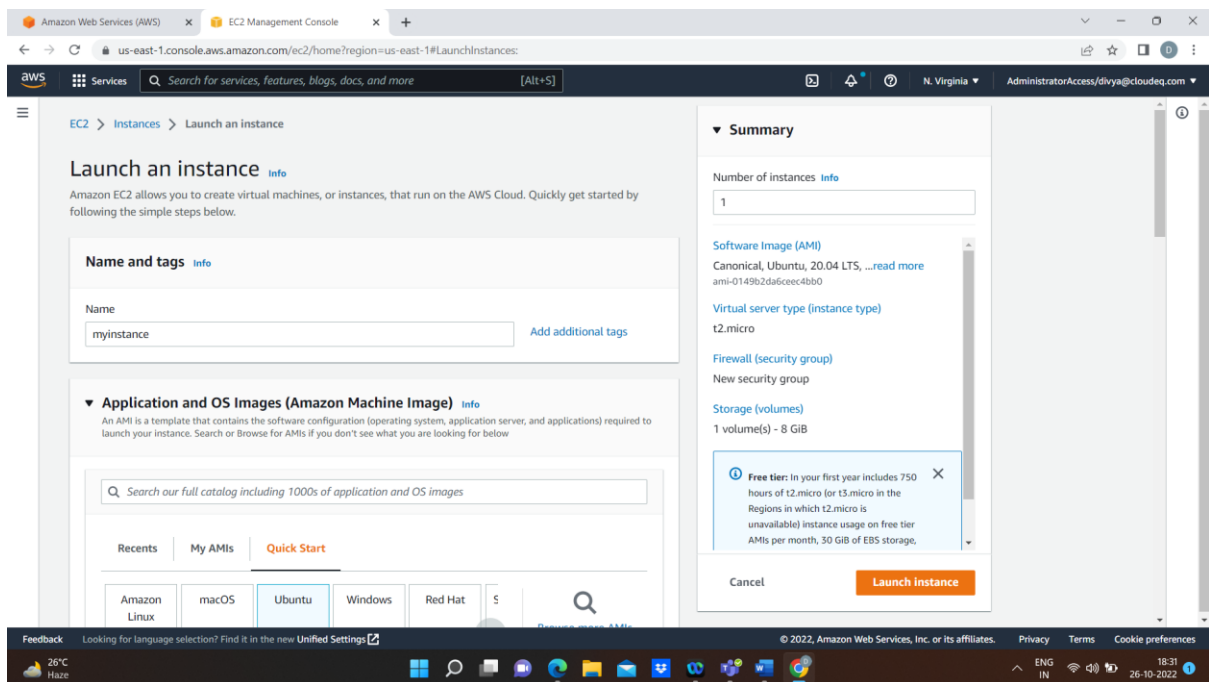 Amazon Web Services (AWS)
EC2 Management Console
us-east-1.console.aws.amazon.com/ec2/home?region=us-east-1#LaunchInstances:
D
aws
Services
Search for services, features, blogs, docs, and more
[Alt+S]
N. Virginia
AdministratorAccess/divya@cloudeq.com
EC2 > Instances > Launch an instance
Launch an instance Info
Amazon EC2 allows you to create virtual machines, or instances, that run on the AWS Cloud. Quickly get started by
following the simple steps below.
Name and tags Info
Name
myinstance
Add additional tags
Application and OS Images (Amazon Machine Image) Info
An AMI is a template that contains the software configuration (operating system, application server, and applications) required to
launch your instance. Search or Browse for AMIs if you don't see what you are looking for below
Search our full catalog including 1000s of application and OS images
Recents
My AMIs
Quick Start
Amazon
Linux
macOS
Ubuntu
Windows
Red Hat
S
Browse more AMIs
Summary
Number of instances Info
1
Software Image (AMI)
Canonical, Ubuntu, 20.04 LTS, ...read more
ami-0149b2da6ceec4bb0
Virtual server type (instance type)
t2.micro
Firewall (security group)
New security group
Storage (volumes)
1 volume(s) - 8 GiB
Free tier: In your first year includes 750
hours of t2.micro (or t3.micro in the
Regions in which t2.micro is
unavailable) instance usage on free tier
AMIs per month, 30 GiB of EBS storage,
Cancel
Launch instance
Feedback
Looking for language selection? Find it in the new Unified Settings
© 2022, Amazon Web Services, Inc. or its affiliates.
Privacy
Terms
Cookie preferences
26°C
Haze
ENG
IN
18:31
26-10-2022
1